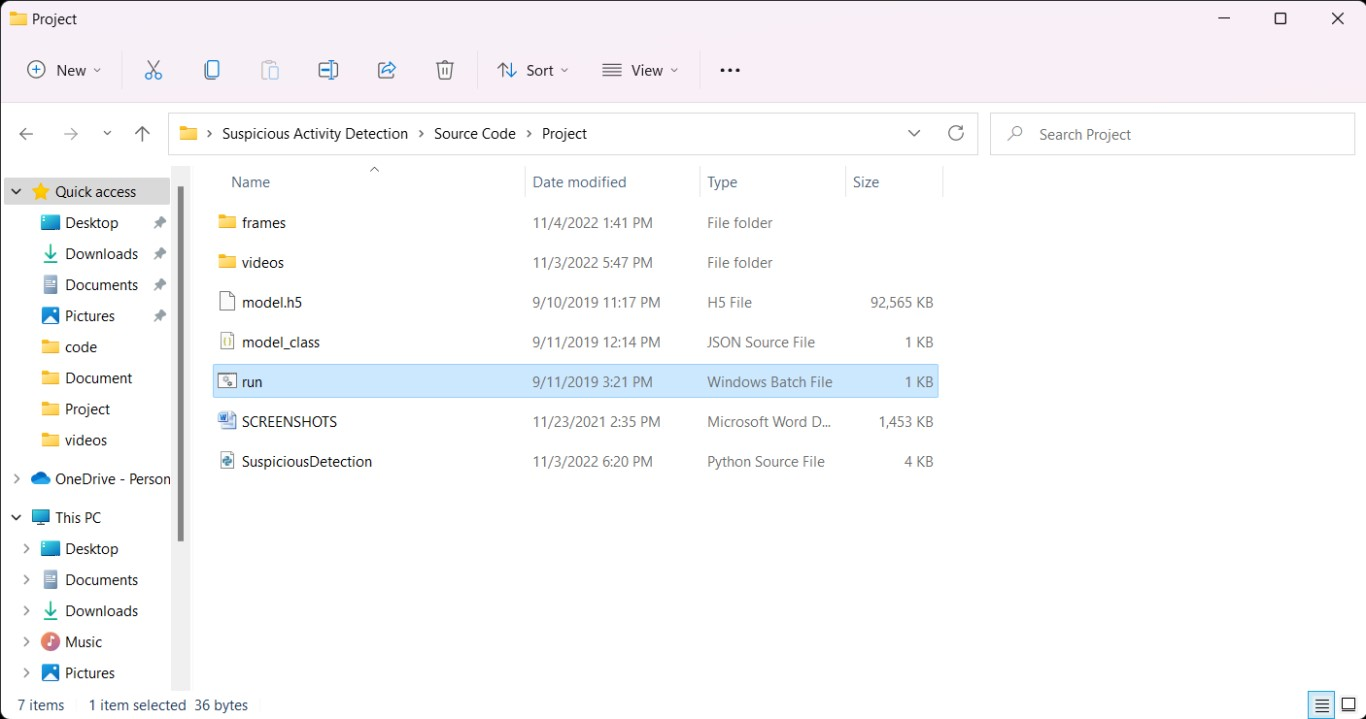 Project
New
Sort
View
Suspicious Activity Detection
Source Code
Project
Search Project
Quick access
Desktop
Downloads
Documents
Pictures
code
Document
Project
videos
OneDrive - Person
This PC
Desktop
Documents
Downloads
Music
Pictures
Name Date modified Type Size
frames 11/4/2022 1:41 PM File folder
videos 11/3/2022 5:47 PM File folder
model.h5 9/10/2019 11:17 PM H5 File 92,565 KB
model_class 9/11/2019 12:14 PM JSON Source File 1 KB
run 9/11/2019 3:21 PM Windows Batch File 1 KB
SCREENSHOTS 11/23/2021 2:35 PM Microsoft Word D... 1,453 KB
SuspiciousDetection 11/3/2022 6:20 PM Python Source File 4 KB
7 items 1 item selected 36 bytes